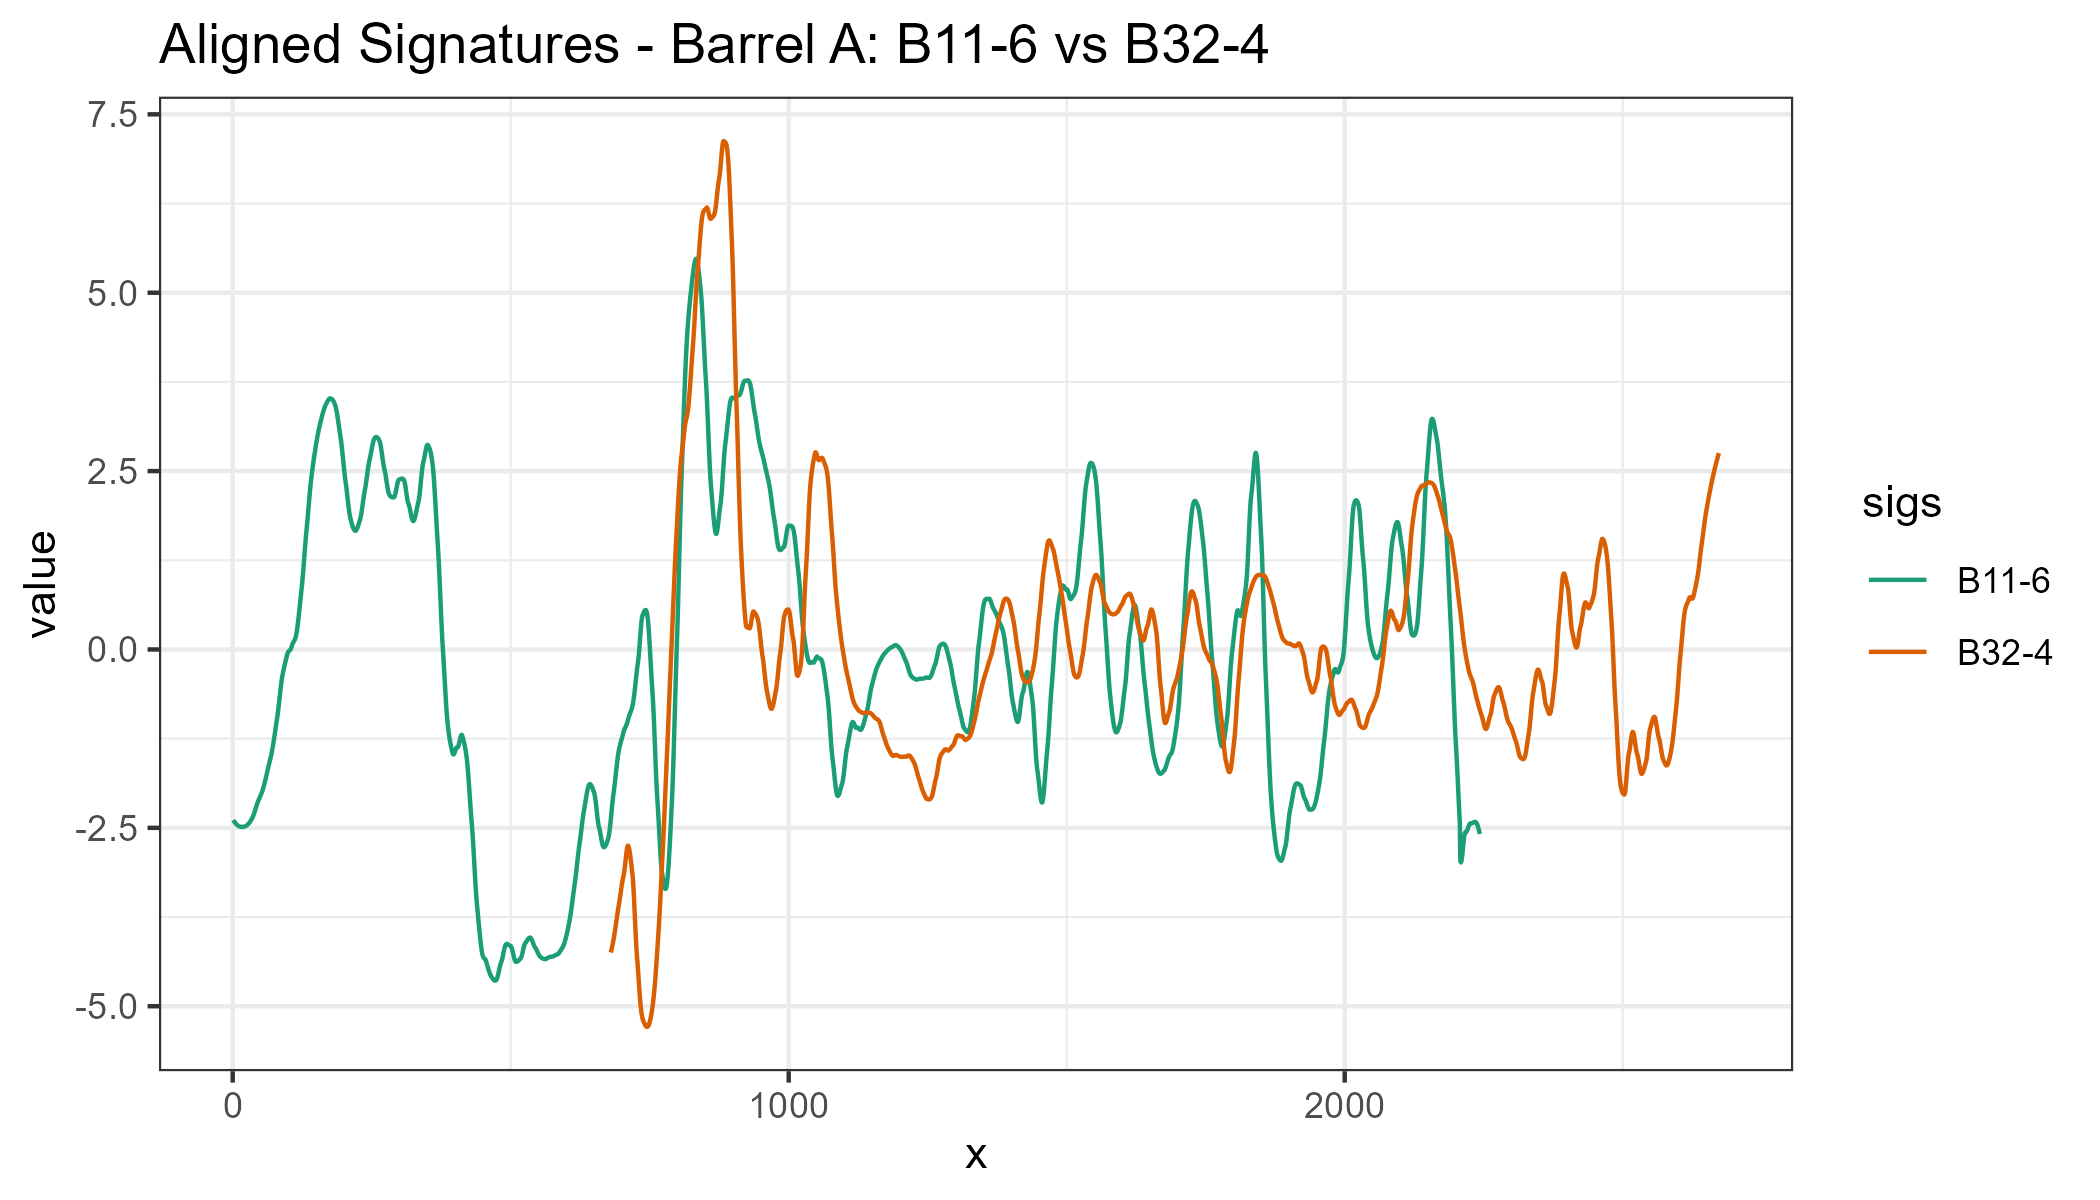 Aligned Signatures - Barrel A: B11-6 vs B32-4
7.5
5.0
2.5
0.0
-2.5
-5.0
value
0
1000
2000
x
sigs
B11-6
B32-4